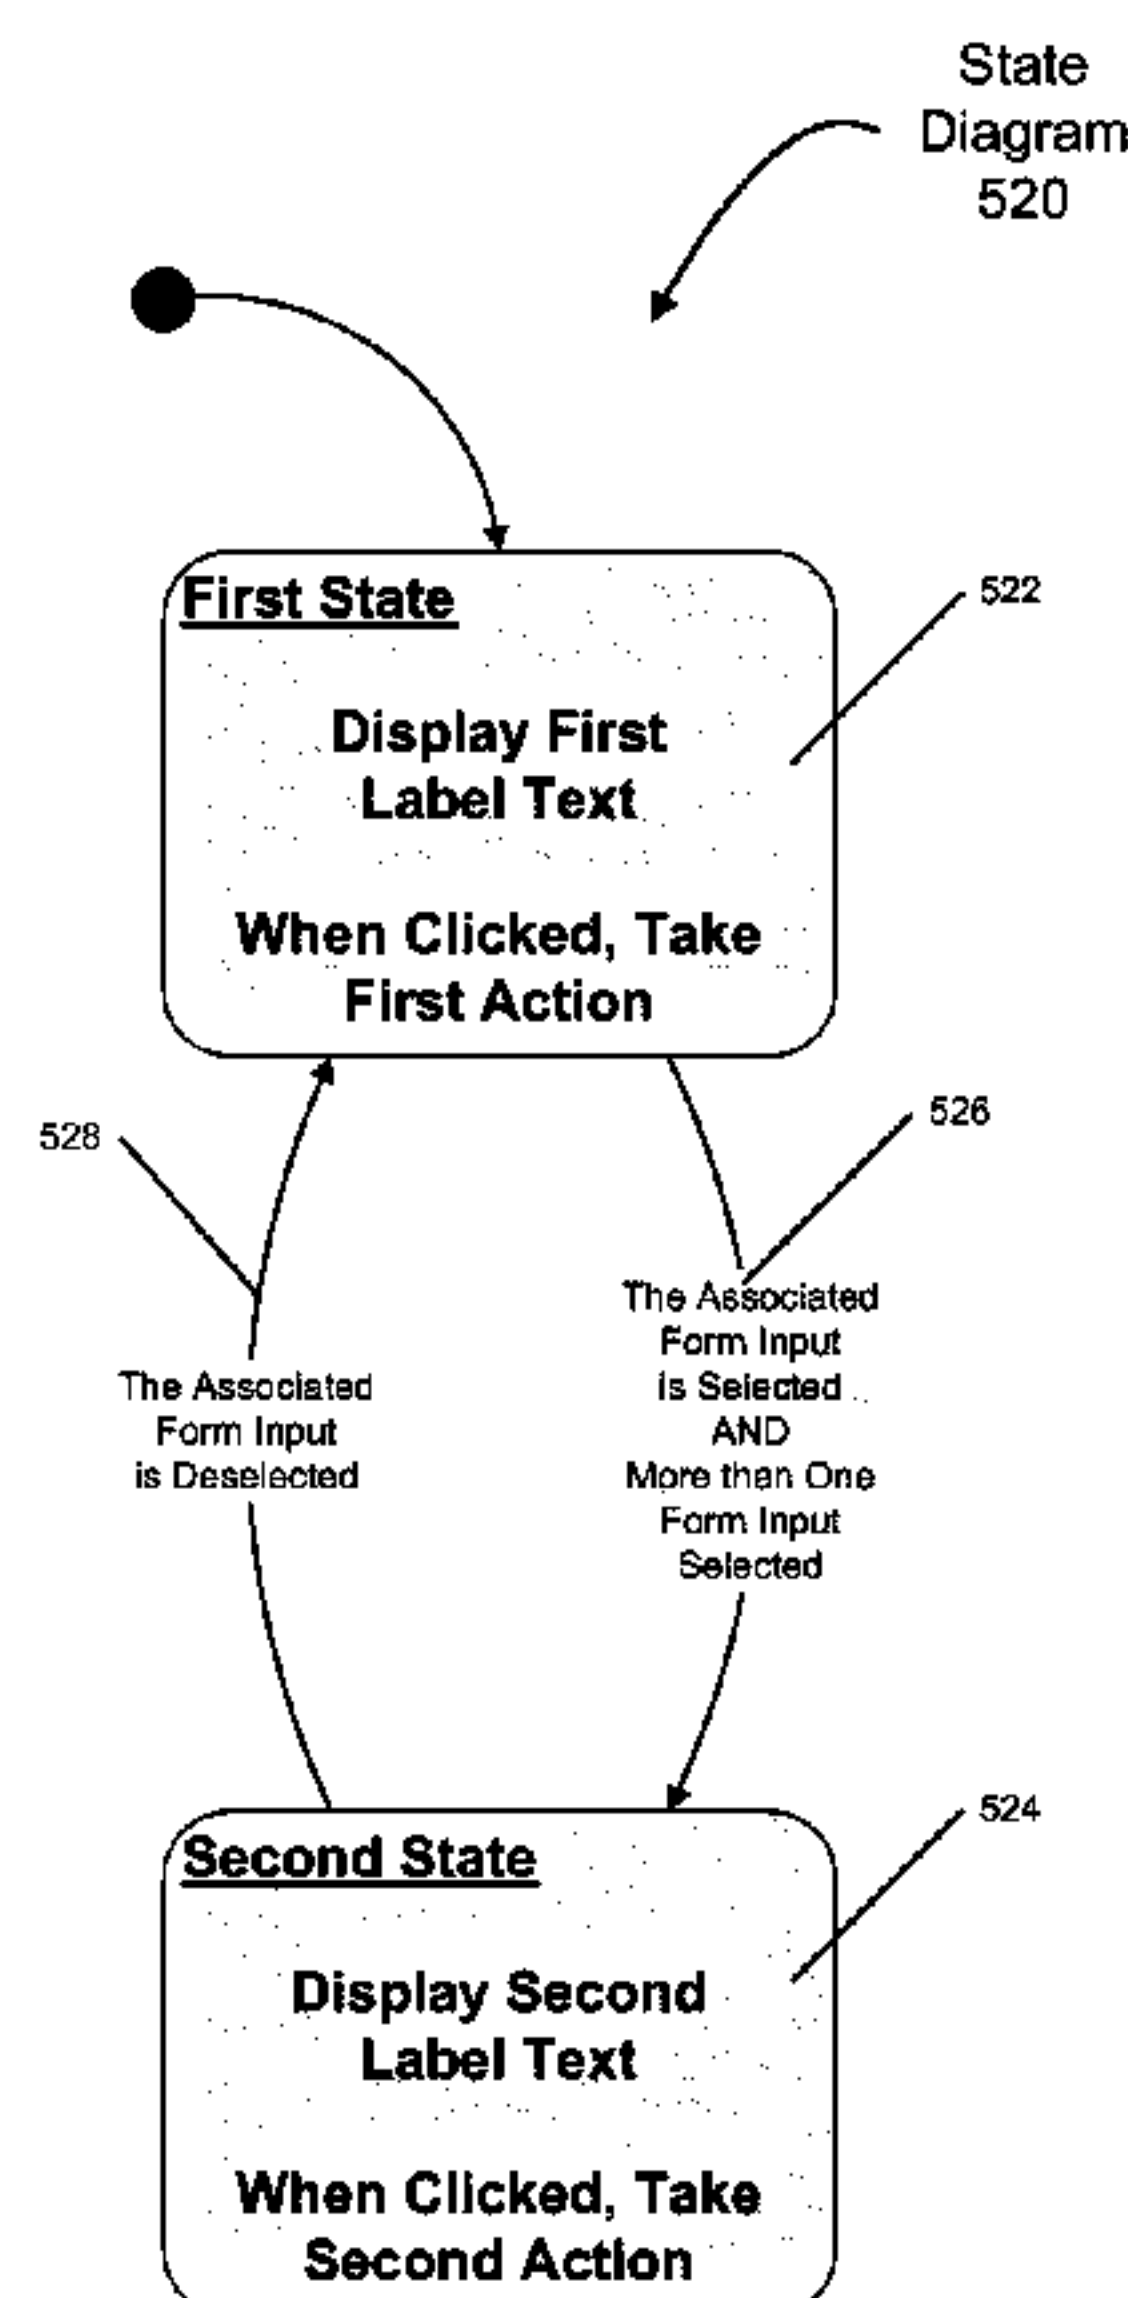 State
Diagram
520
First State
522
Display First
Label Text
When Clicked, Take
First Action
528
526
The Associated
Form Input
is Selected
AND
More than One
Form Input
Selected
The Associated
Form Input
is Deselected
Second State
524
Display Second
Label Text
When Clicked, Take
Second Action